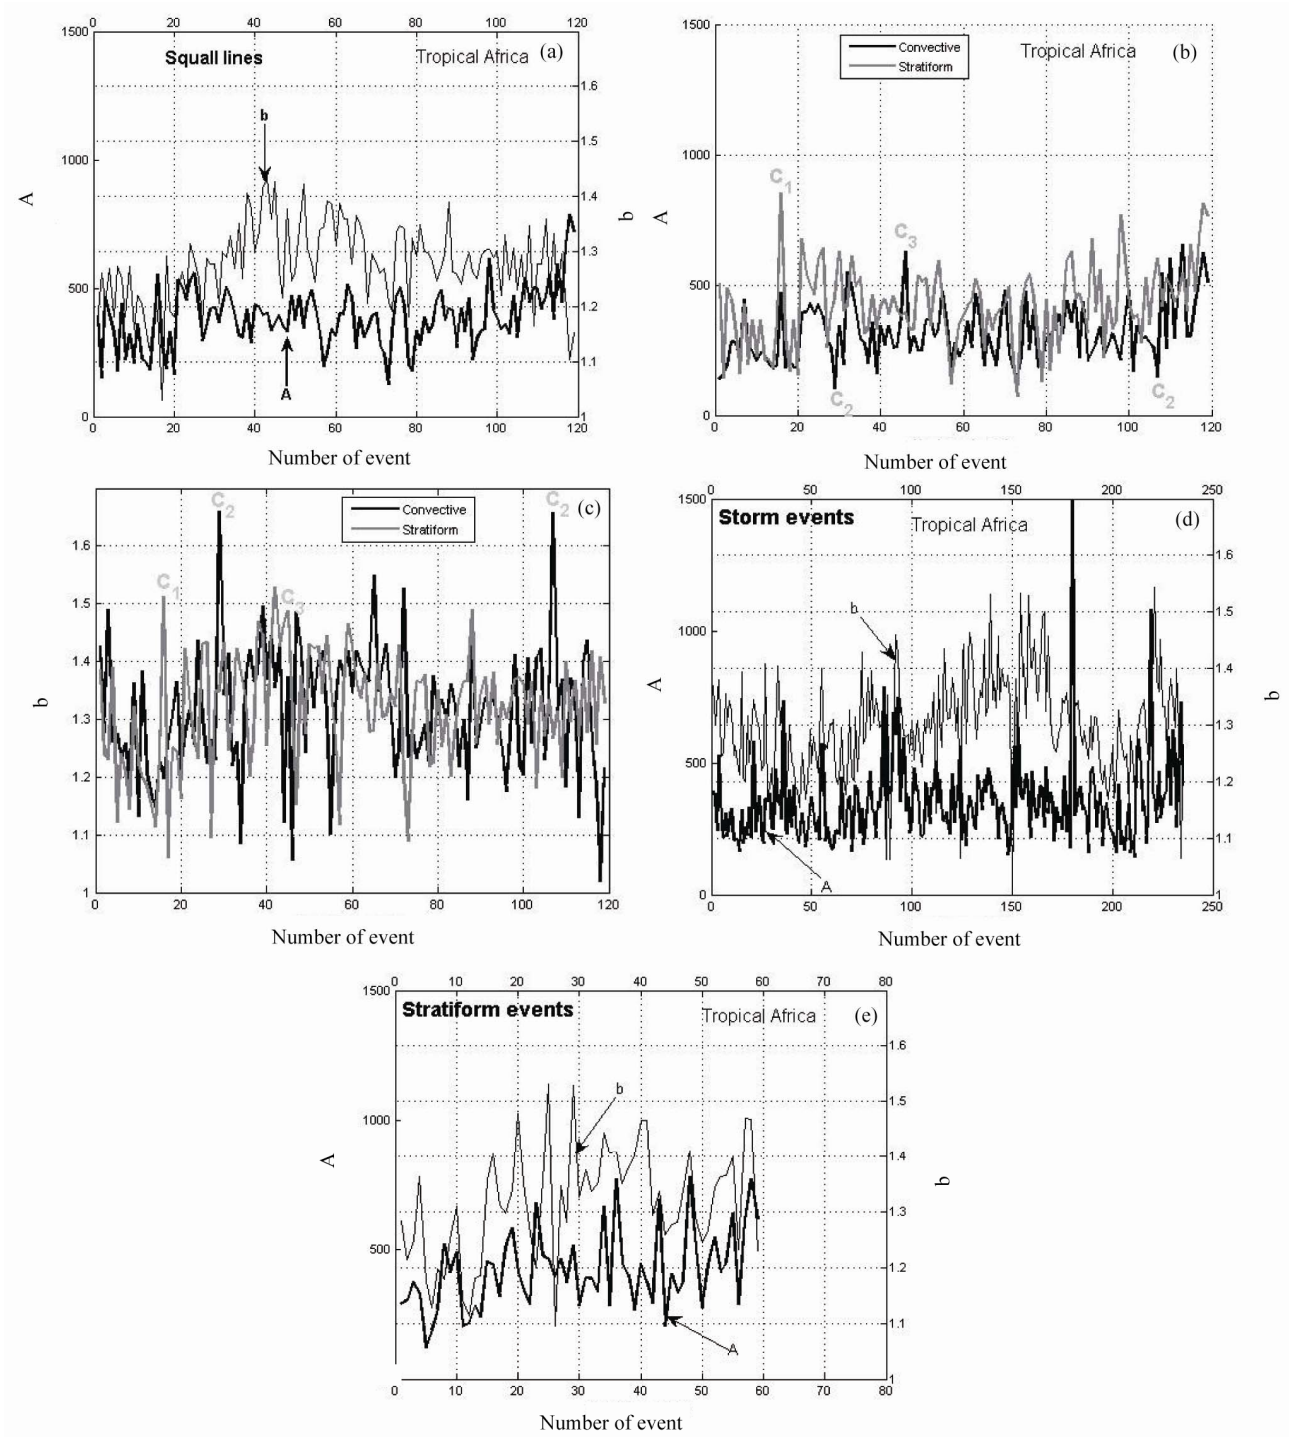 0 20 40 60 80 100 120
1500
Squall lines Tropical Africa (a)
1.6
b
1.5
1000
1.4
A
b
1.3
500
1.2
A
1.1
0 1
0 20 40 60 80 100 120
Number of event
1500
Convective
Stratiform
Tropical Africa (b)
1000
C1
C3
A
500
C2 C2
0
0 20 40 60 80 100 120
Number of event
C2 C2 (c)
Convective
Stratiform
1.6
C1 C3
1.5
1.4
b
1.3
1.2
1.1
1
0 20 40 60 80 100 120
Number of event
0 50 100 150 200 250
1500
Storm events Tropical Africa (d)
1.6
b
1.5
1000
1.4
A
b
1.3
500
1.2
1.1
A
0 1
0 50 100 150 200 250
Number of event
0 10 20 30 40 50 60 70 80
1500
Stratiform events Tropical Africa (e)
1.6
b
1.5
1000
1.4
A
b
1.3
500
1.2
1.1
A
1
0 10 20 30 40 50 60 70 80
Number of event